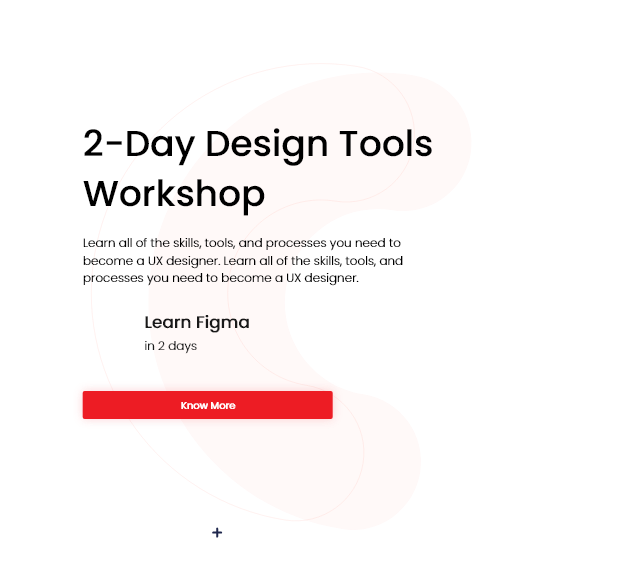 2-Day Design Tools
Workshop
Learn all of the skills, tools, and processes you need to
become a UX designer. Learn all of the skills, tools, and
processes you need to become a UX designer.
Learn Figma
in 2 days
Know More